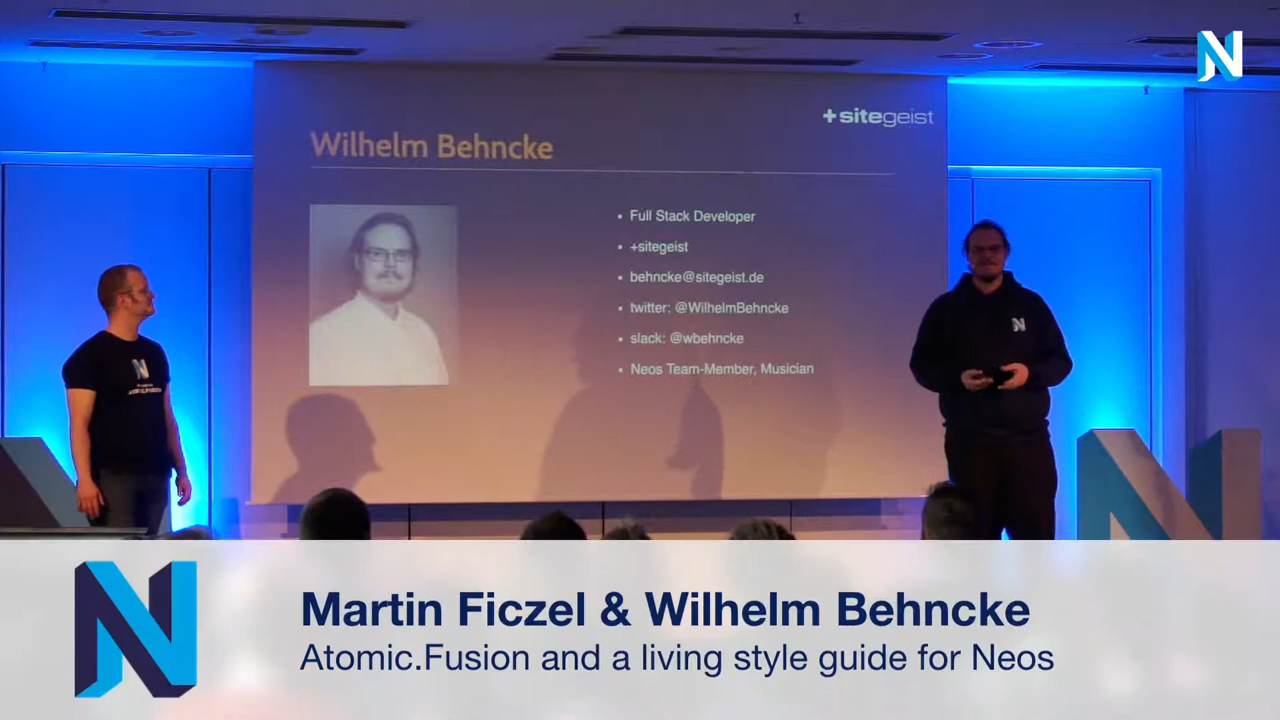 +sitegeist
Wilhelm Behncke
• Full Stack Developer
• +sitegeist
• behncke@sitegeist.de
• twitter: @WilhelmBehncke
• slack: @wbehncke
• Neos Team-Member, Musician
Martin Ficzel & Wilhelm Behncke
Atomic.Fusion and a living style guide for Neos